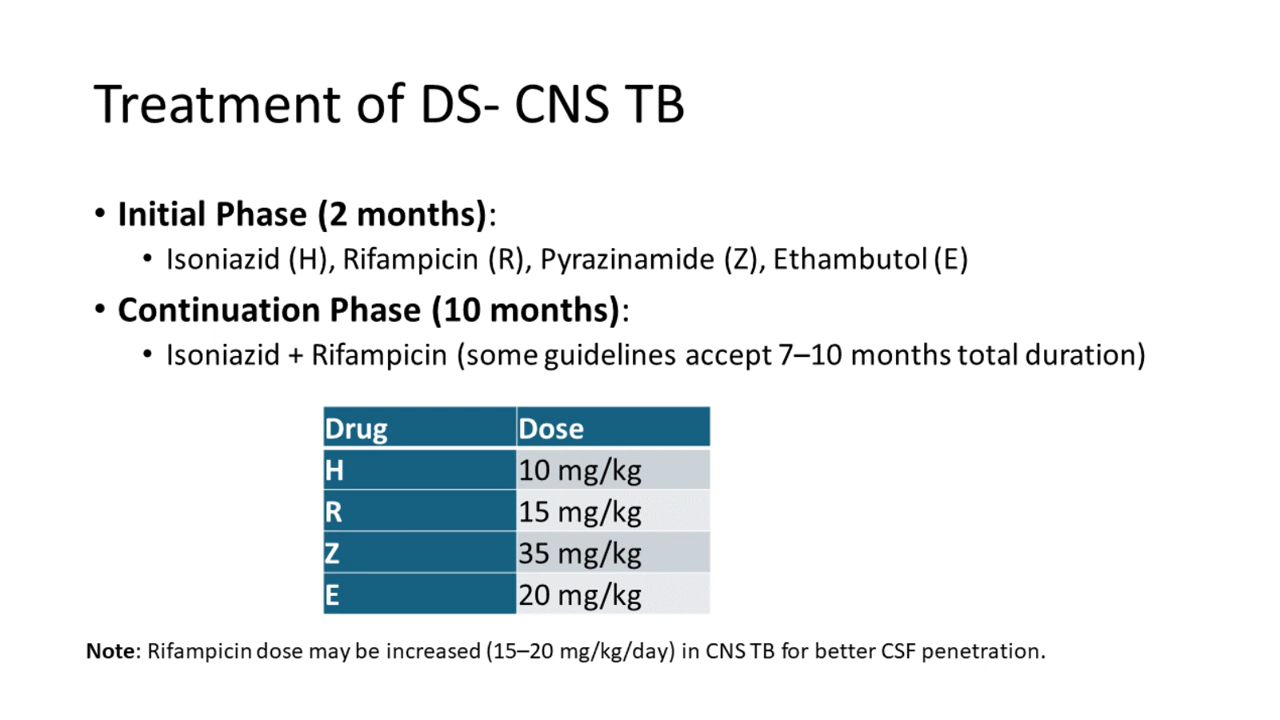 Treatment of DS- CNS TB
• Initial Phase (2 months):
• Isoniazid (H), Rifampicin (R), Pyrazinamide (Z), Ethambutol (E)
• Continuation Phase (10 months):
• Isoniazid + Rifampicin (some guidelines accept 7–10 months total duration)
Drug Dose
H 10 mg/kg
R 15 mg/kg
Z 35 mg/kg
E 20 mg/kg
Note: Rifampicin dose may be increased (15–20 mg/kg/day) in CNS TB for better CSF penetration.